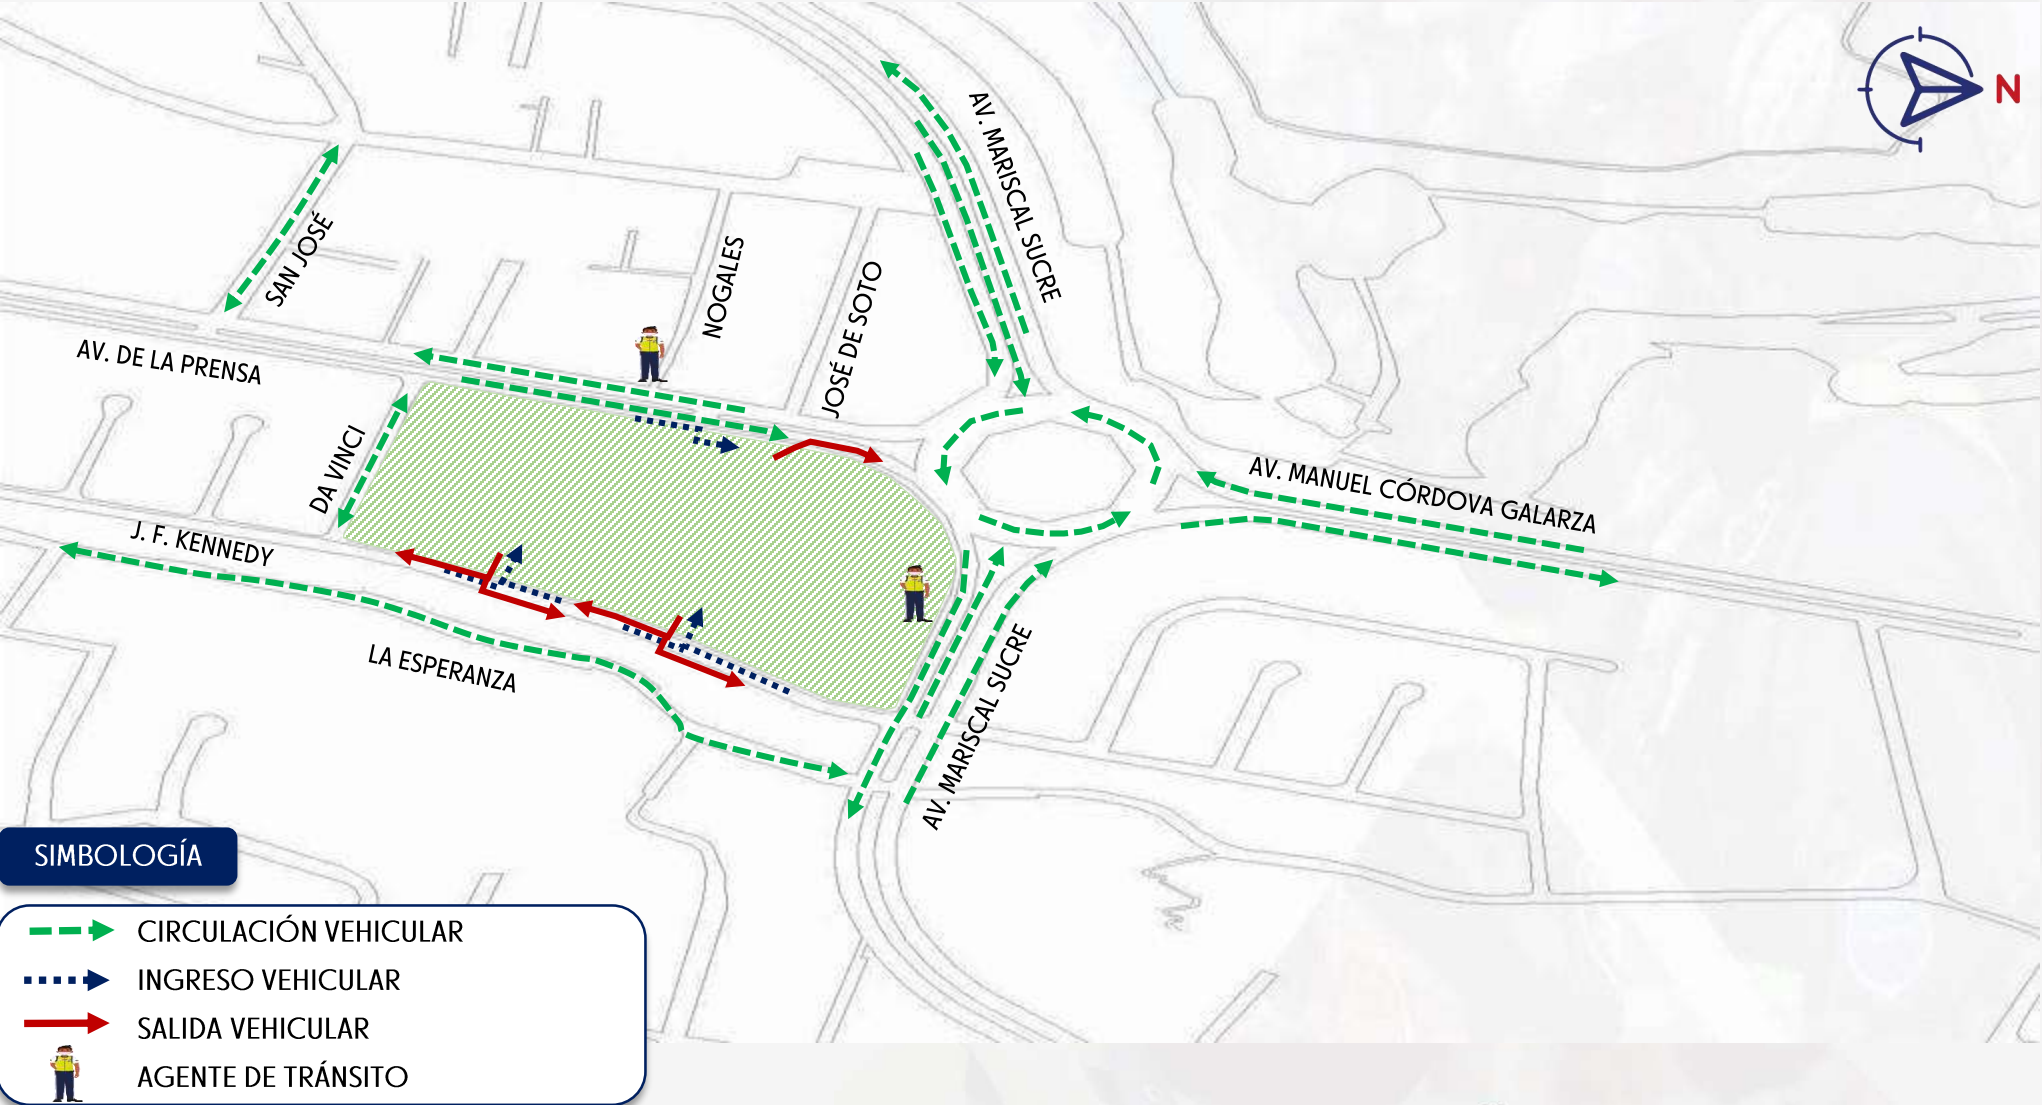 N
AV. MARISCAL SUCRE
SAN JOSÉ
NOGALES
JOSÉ DE SOTO
AV. DE LA PRENSA
DA VINCI
AV. MANUEL CÓRDOVA GALARZA
J. F. KENNEDY
LA ESPERANZA
AV. MARISCAL SUCRE
SIMBOLOGÍA
CIRCULACIÓN VEHICULAR
INGRESO VEHICULAR
SALIDA VEHICULAR
AGENTE DE TRÁNSITO